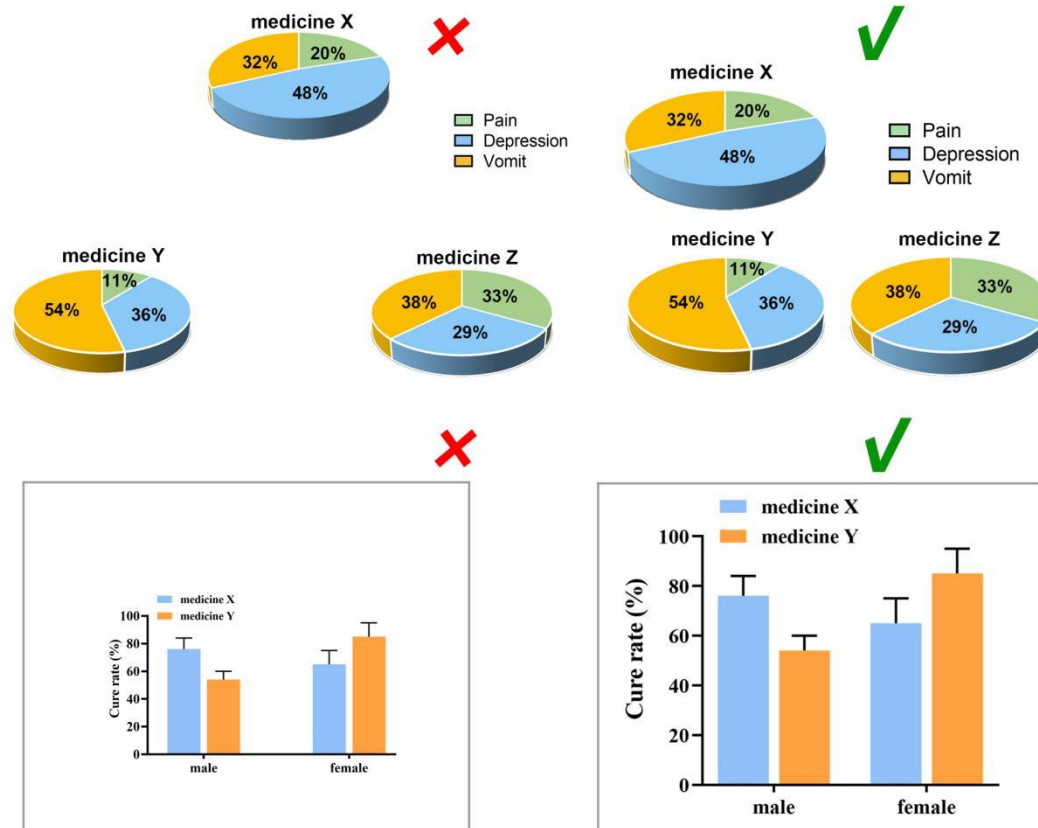 medicine X
32%
20%
48%
Pain
Depression
Vomit
medicine Y
11%
54%
36%
medicine Z
38%
33%
29%
medicine X
32%
20%
48%
Pain
Depression
Vomit
medicine Y
11%
54%
36%
medicine Z
38%
33%
29%
medicine X
medicine Y
Cure rate (%)
100
80
60
40
20
0
male
female
medicine X
medicine Y
Cure rate (%)
100
80
60
40
20
0
male
female